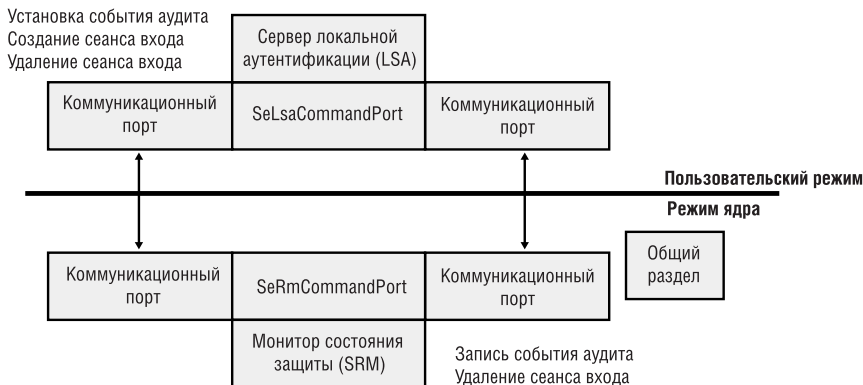 Установка события аудита
Создание сеанса входа
Удаление сеанса входа
Сервер локальной
аутентификации (LSA)
Коммуникационный
порт
SeLsaCommandPort
Коммуникационный
порт
Пользовательский режим
Режим ядра
Коммуникационный
порт
SeRmCommandPort
Коммуникационный
порт
Общий
раздел
Монитор состояния
защиты (SRM)
Запись события аудита
Удаление сеанса входа